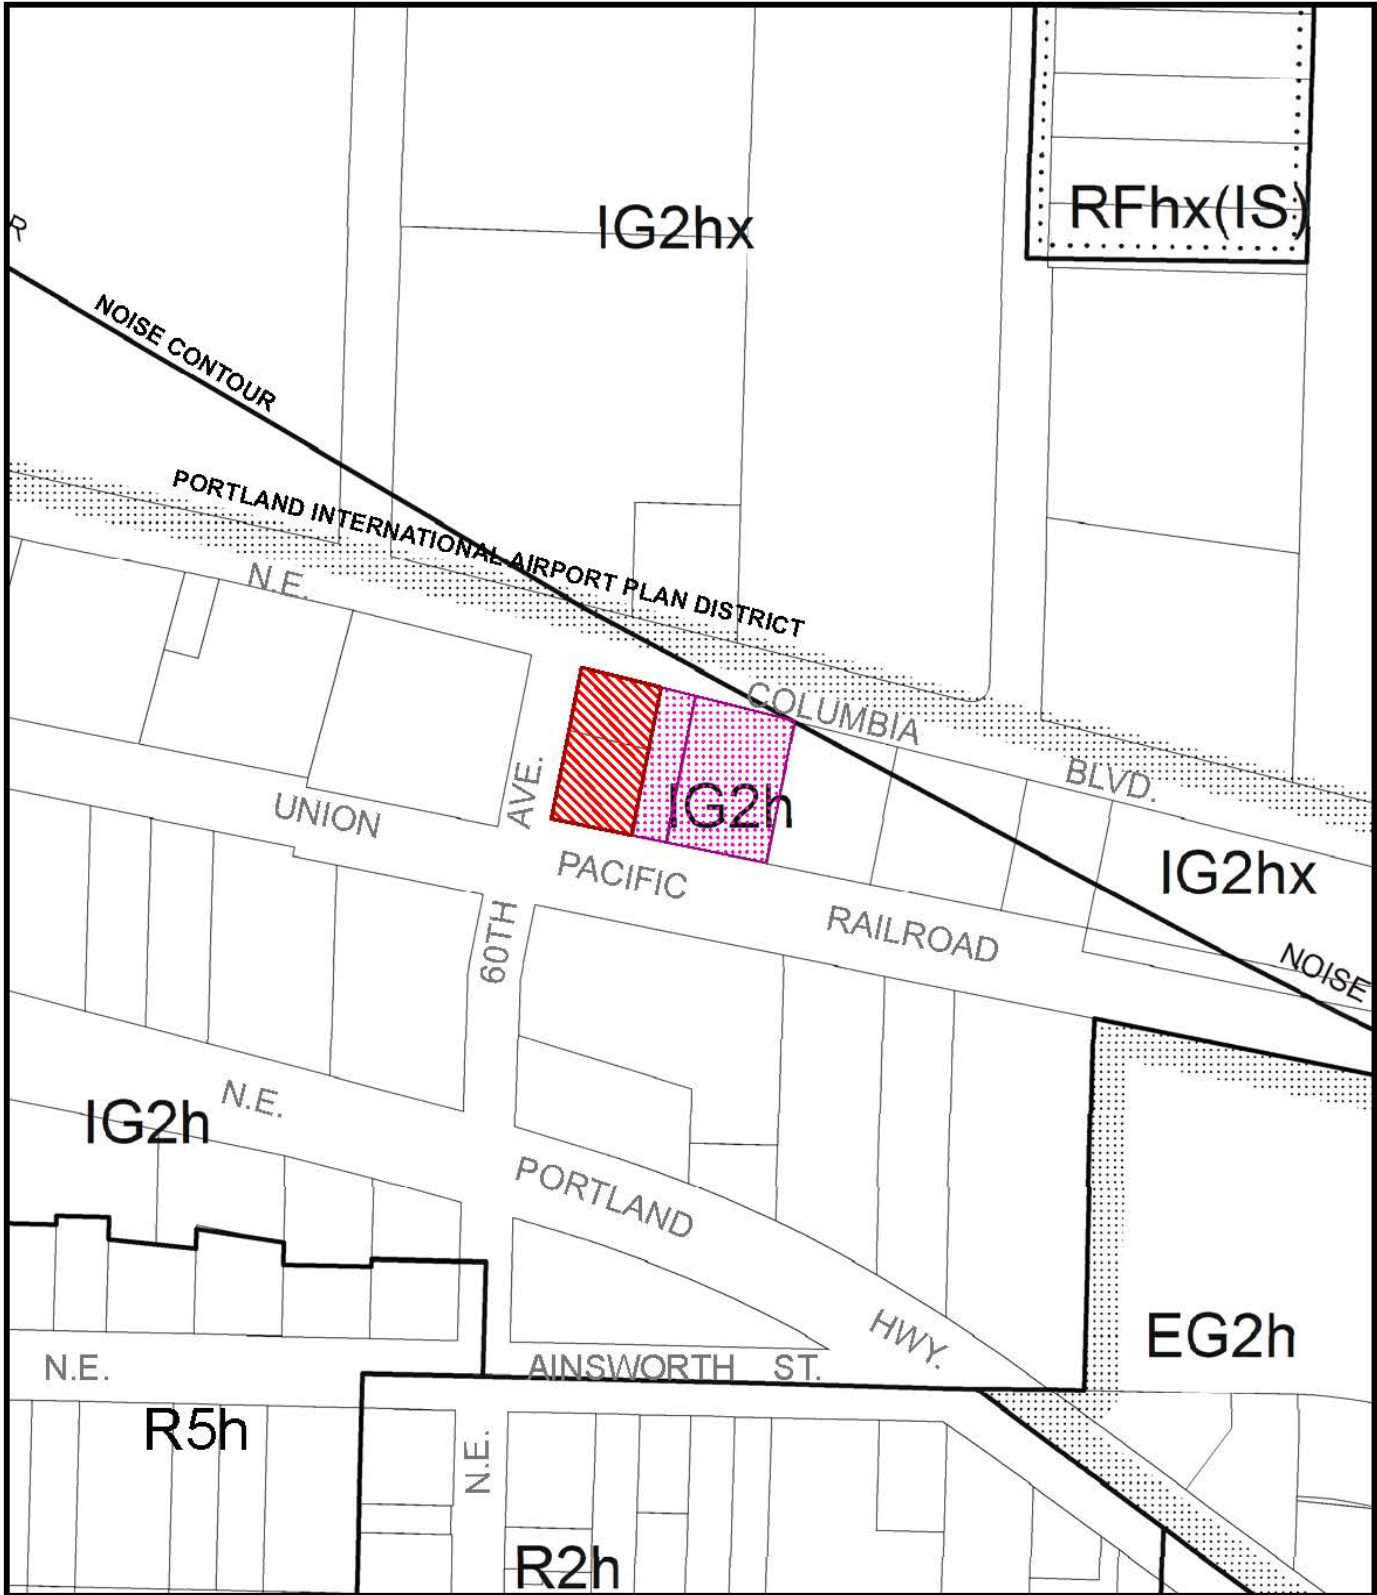 IG2hx
RFhx(IS)
R
NOISE CONTOUR
PORTLAND INTERNATIONAL AIRPORT PLAN DISTRICT
N.E.
COLUMBIA
BLVD.
AVE.
IG2h
UNION
PACIFIC
RAILROAD
IG2hx
60TH
NOISE
N.E.
IG2h
PORTLAND
HWY.
EG2h
N.E.
AINSWORTH ST.
R5h
N.E.
R2h